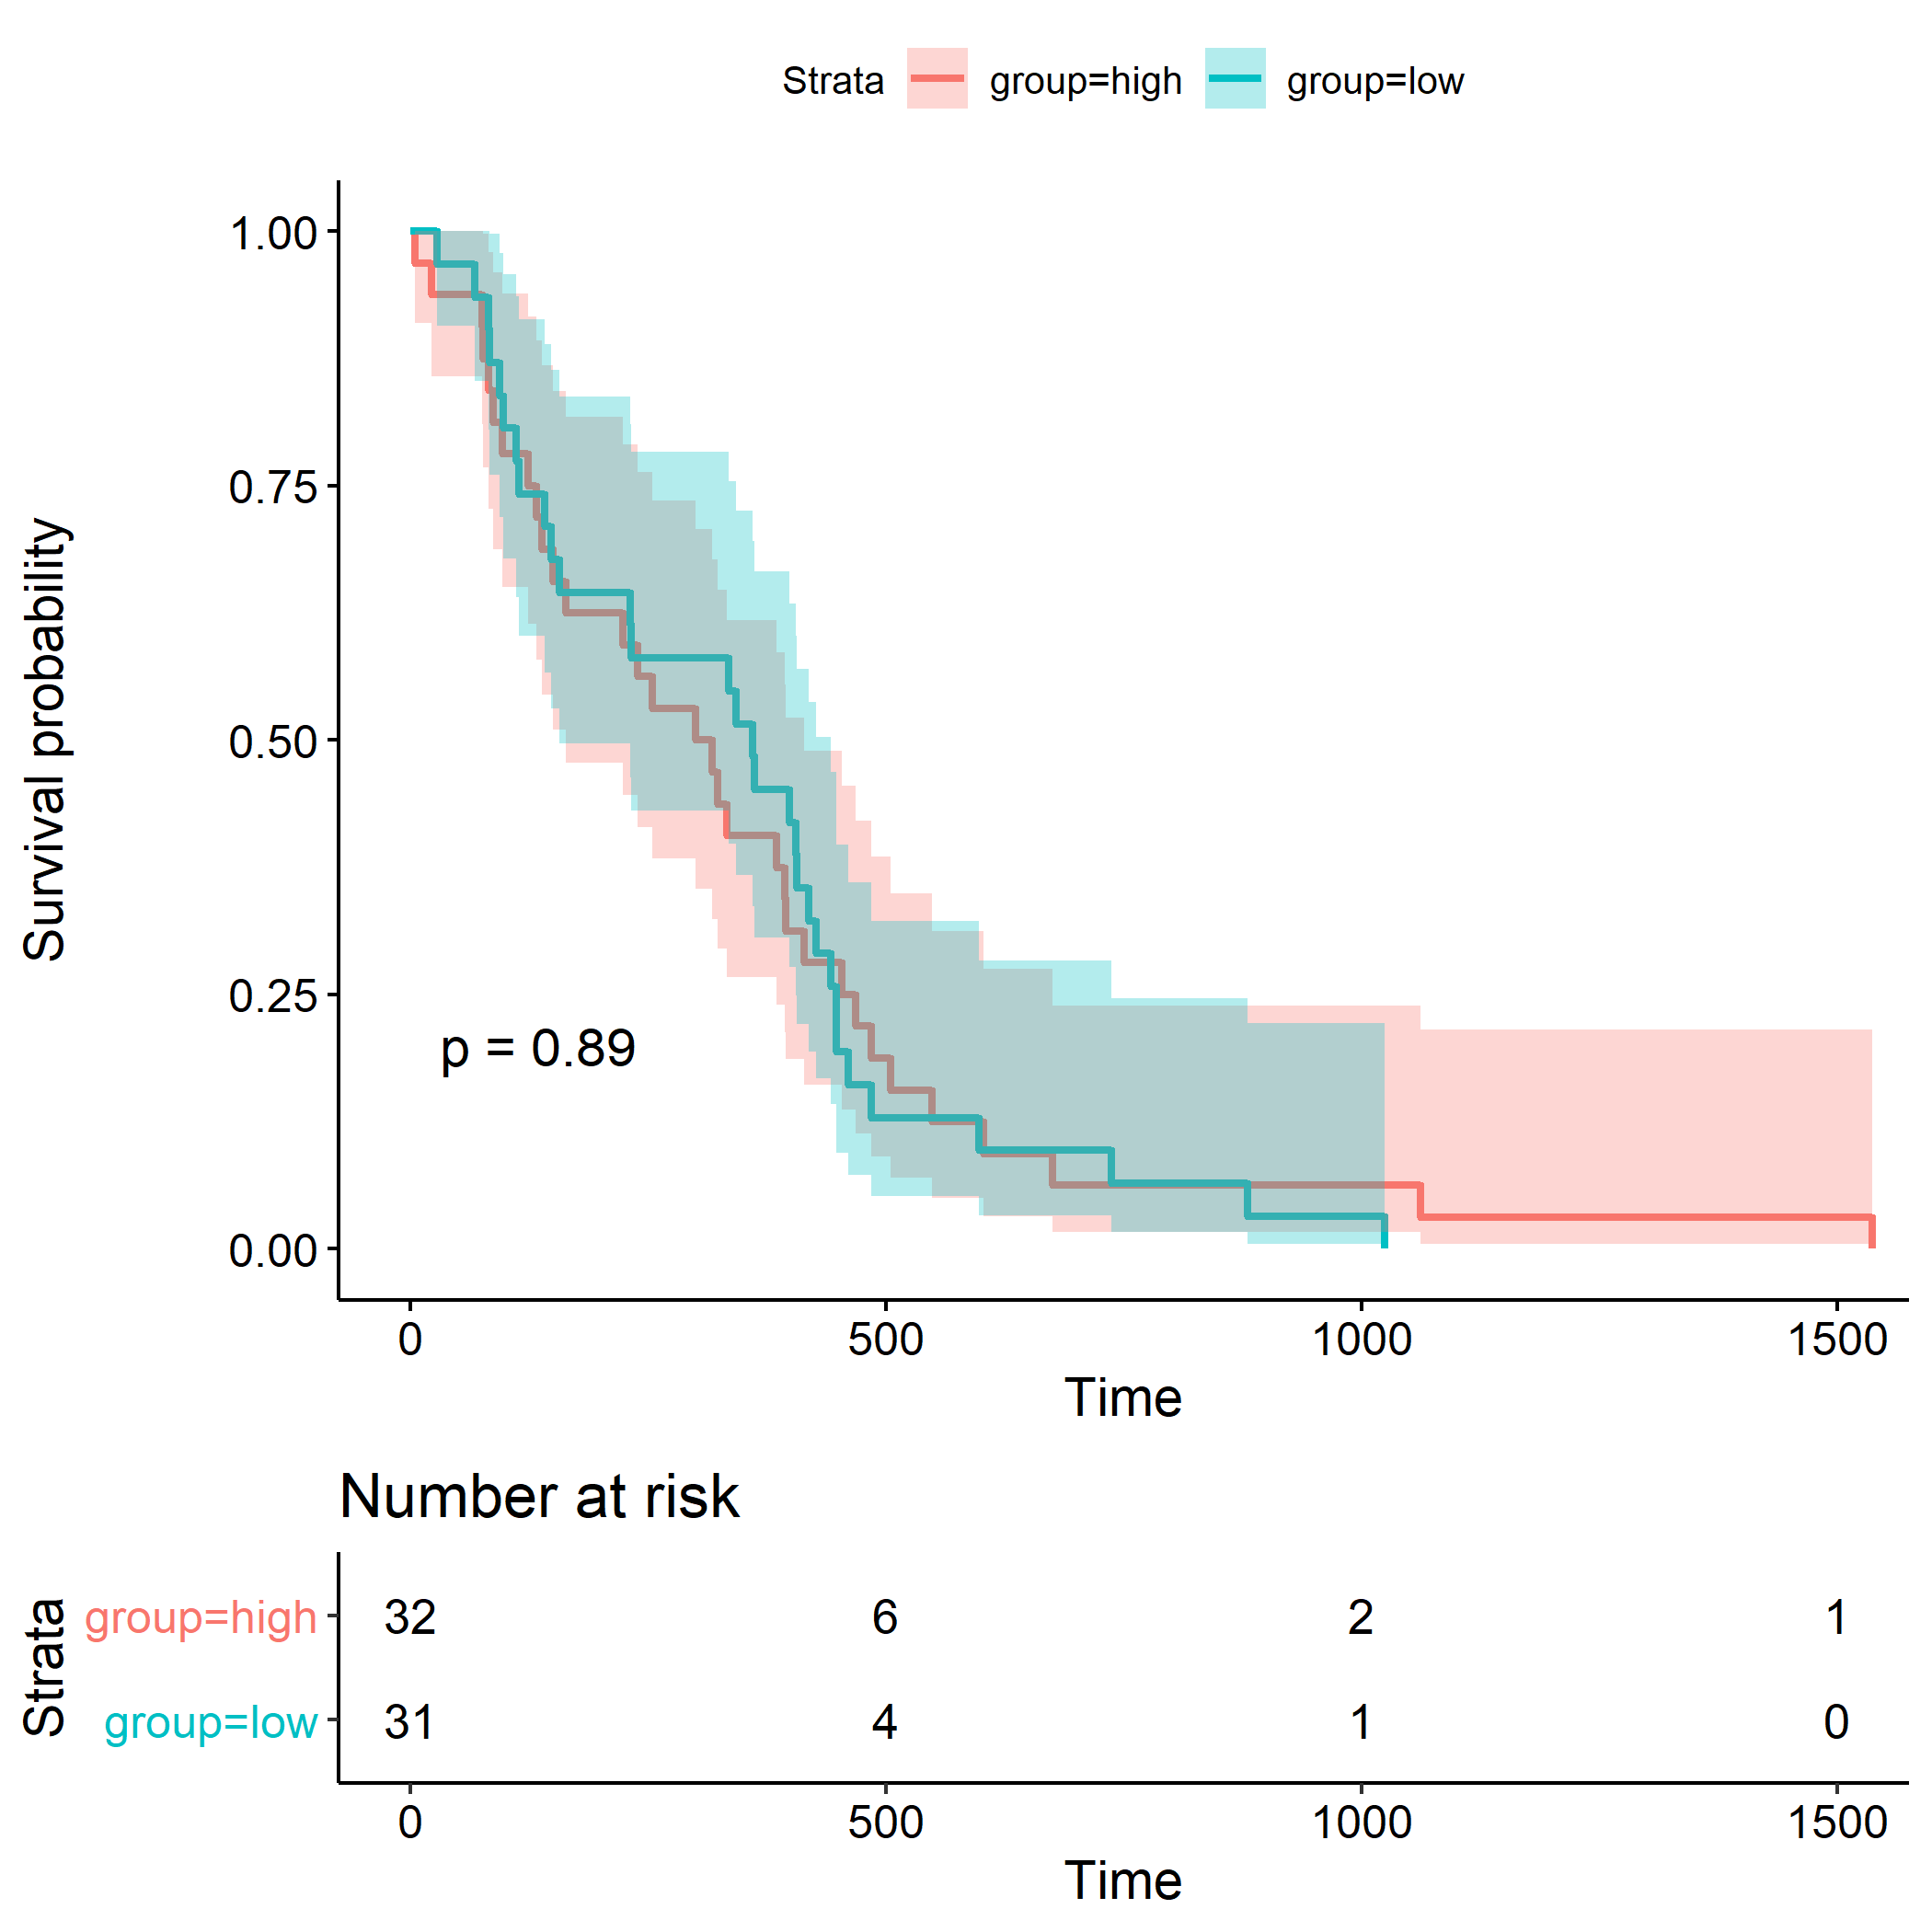 Strata group=high group=low
Survival probability
1.00
0.75
0.50
0.25
0.00
p = 0.89
0 500 1000 1500
Time
Number at risk
Strata
group=high 32 6 2 1
group=low 31 4 1 0
0 500 1000 1500
Time